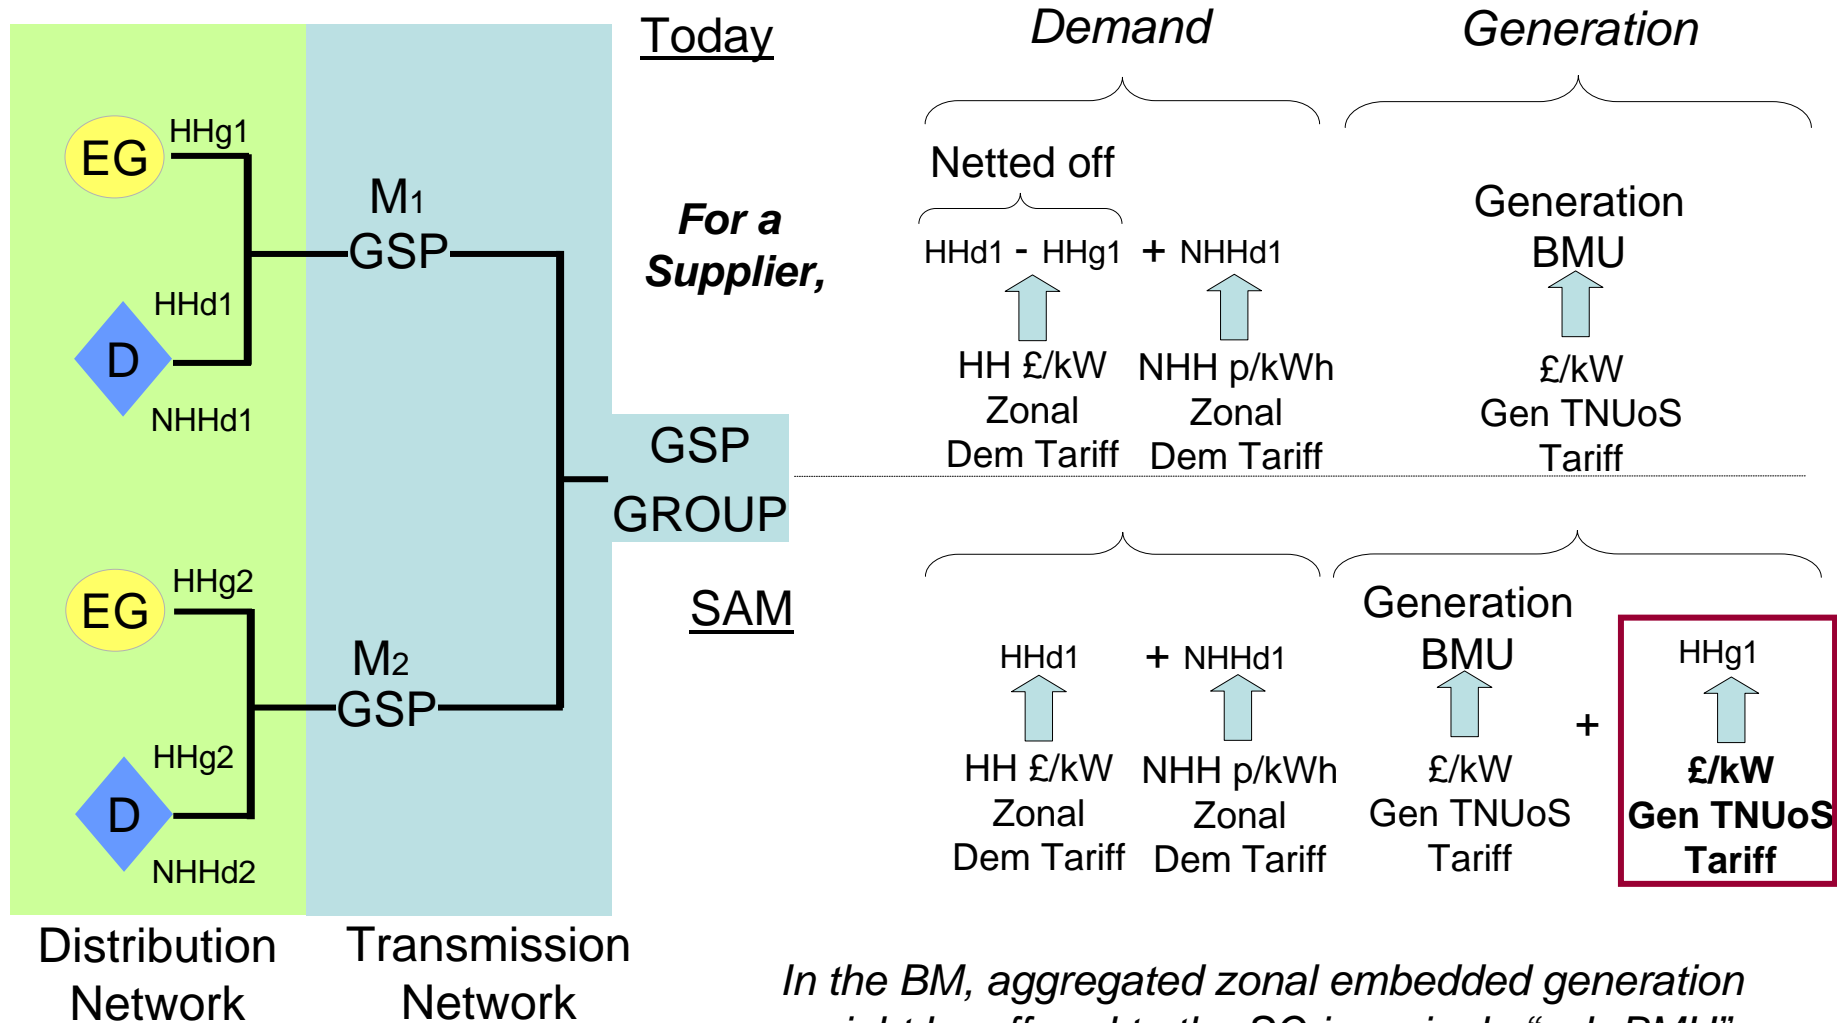 Today
Demand
Generation
EG
HHg1
HHd1
D
NHHd1
M1
GSP
For a
Supplier,
Netted off
HHd1 - HHg1 + NHHd1
HH £/kW
Zonal
Dem Tariff
NHH p/kWh
Zonal
Dem Tariff
Generation
BMU
£/kW
Gen TNUoS
Tariff
GSP
GROUP
EG
HHg2
HHg2
D
NHHd2
M2
GSP
SAM
HHd1 + NHHd1
HH £/kW
Zonal
Dem Tariff
NHH p/kWh
Zonal
Dem Tariff
Generation
BMU
£/kW
Gen TNUoS
Tariff
+
HHg1
£/kW
Gen TNUoS
Tariff
Distribution
Network
Transmission
Network
In the BM, aggregated zonal embedded generation